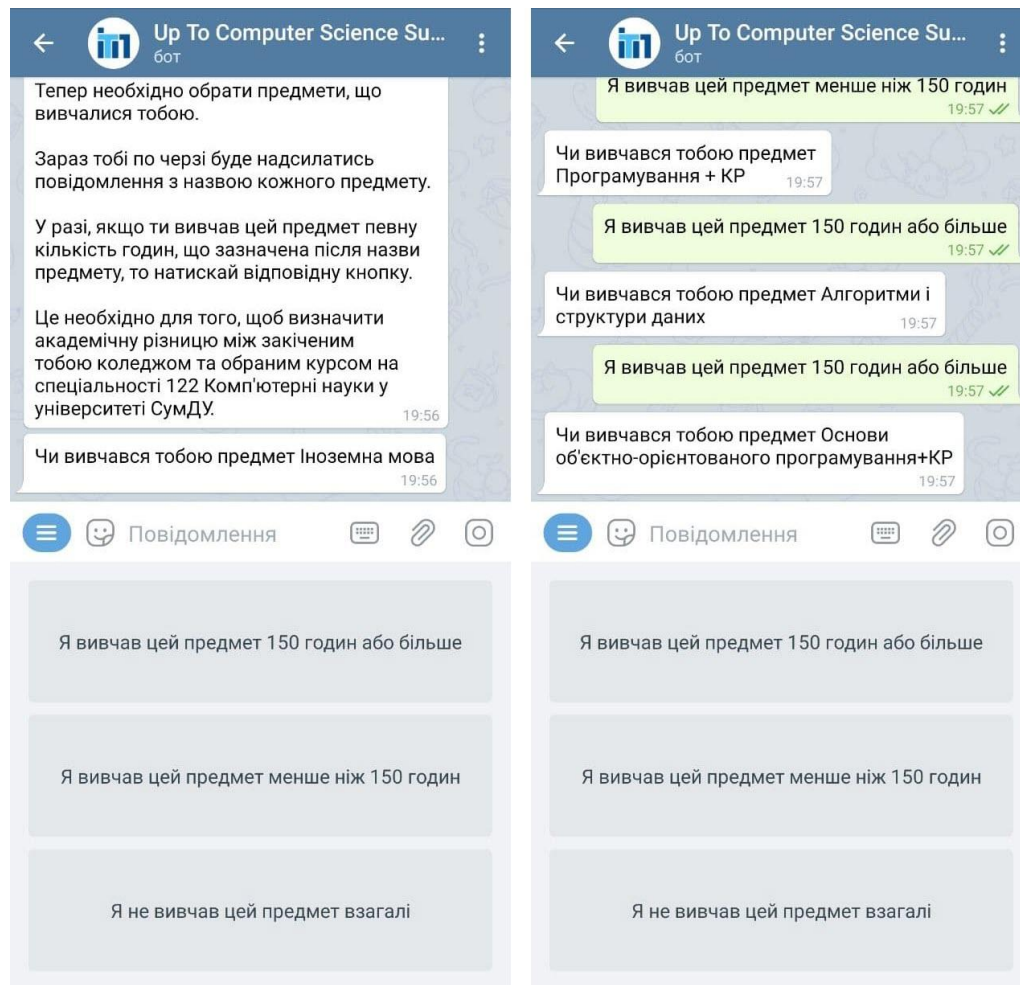 Up To Computer Science Su...
бот
Тепер необхідно обрати предмети, що
вивчалися тобою.
Зараз тобі по черзі буде надсилатись
повідомлення з назвою кожного предмету.
У разі, якщо ти вивчав цей предмет певну
кількість годин, що зазначена після назви
предмету, то натискай відповідну кнопку.
Це необхідно для того, щоб визначити
академічну різницю між закіченим
тобою коледжом та обраним курсом на
спеціальності 122 Комп'ютерні науки у
університеті СумДУ.
19:56
Чи вивчався тобою предмет Іноземна мова
19:56
Повідомлення
Я вивчав цей предмет 150 годин або більше
Я вивчав цей предмет менше ніж 150 годин
Я не вивчав цей предмет взагалі
Up To Computer Science Su...
бот
Я вивчав цей предмет менше ніж 150 годин
19:57
Чи вивчався тобою предмет
Програмування + КР
19:57
Я вивчав цей предмет 150 годин або більше
19:57
Чи вивчався тобою предмет Алгоритми і
структури даних
19:57
Я вивчав цей предмет 150 годин або більше
19:57
Чи вивчався тобою предмет Основи
об'єктно-орієнтованого програмування+КР
19:57
Повідомлення
Я вивчав цей предмет 150 годин або більше
Я вивчав цей предмет менше ніж 150 годин
Я не вивчав цей предмет взагалі